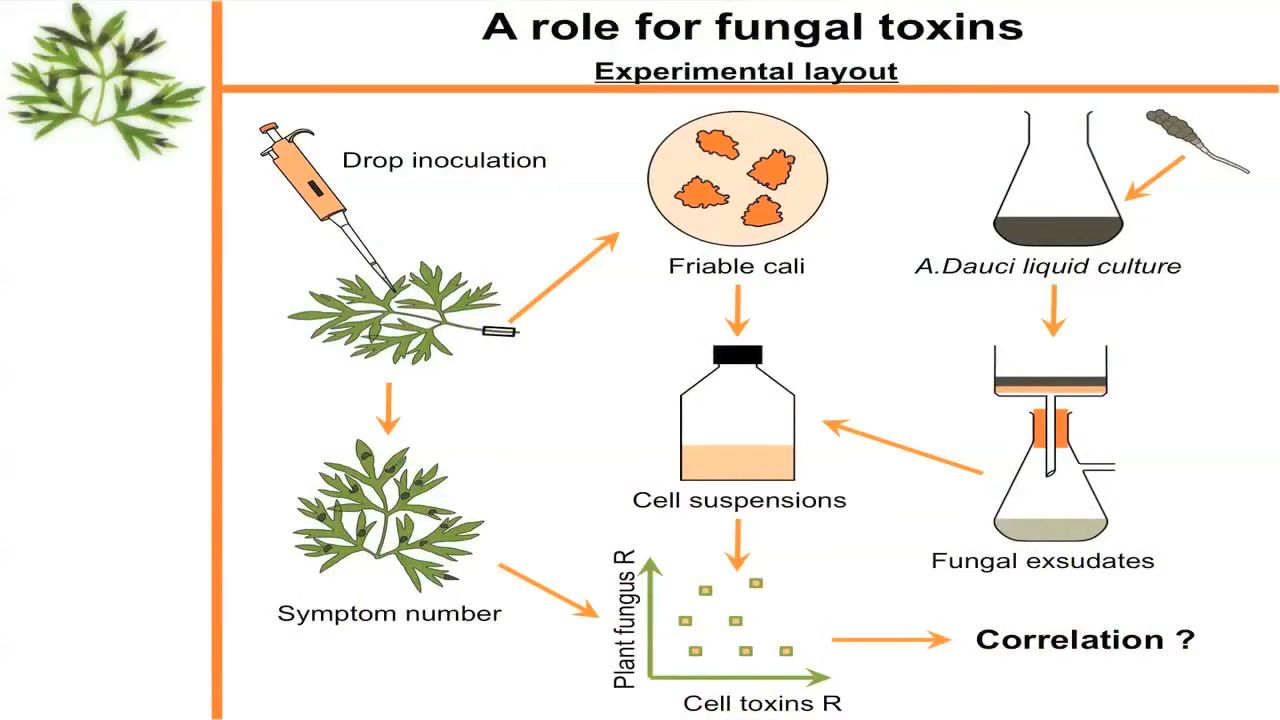 A role for fungal toxins
Experimental layout
Drop inoculation
Friable cali
A.Dauci liquid culture
Cell suspensions
Fungal exsudates
Symptom number
Plant fungus R
Cell toxins R
Correlation ?